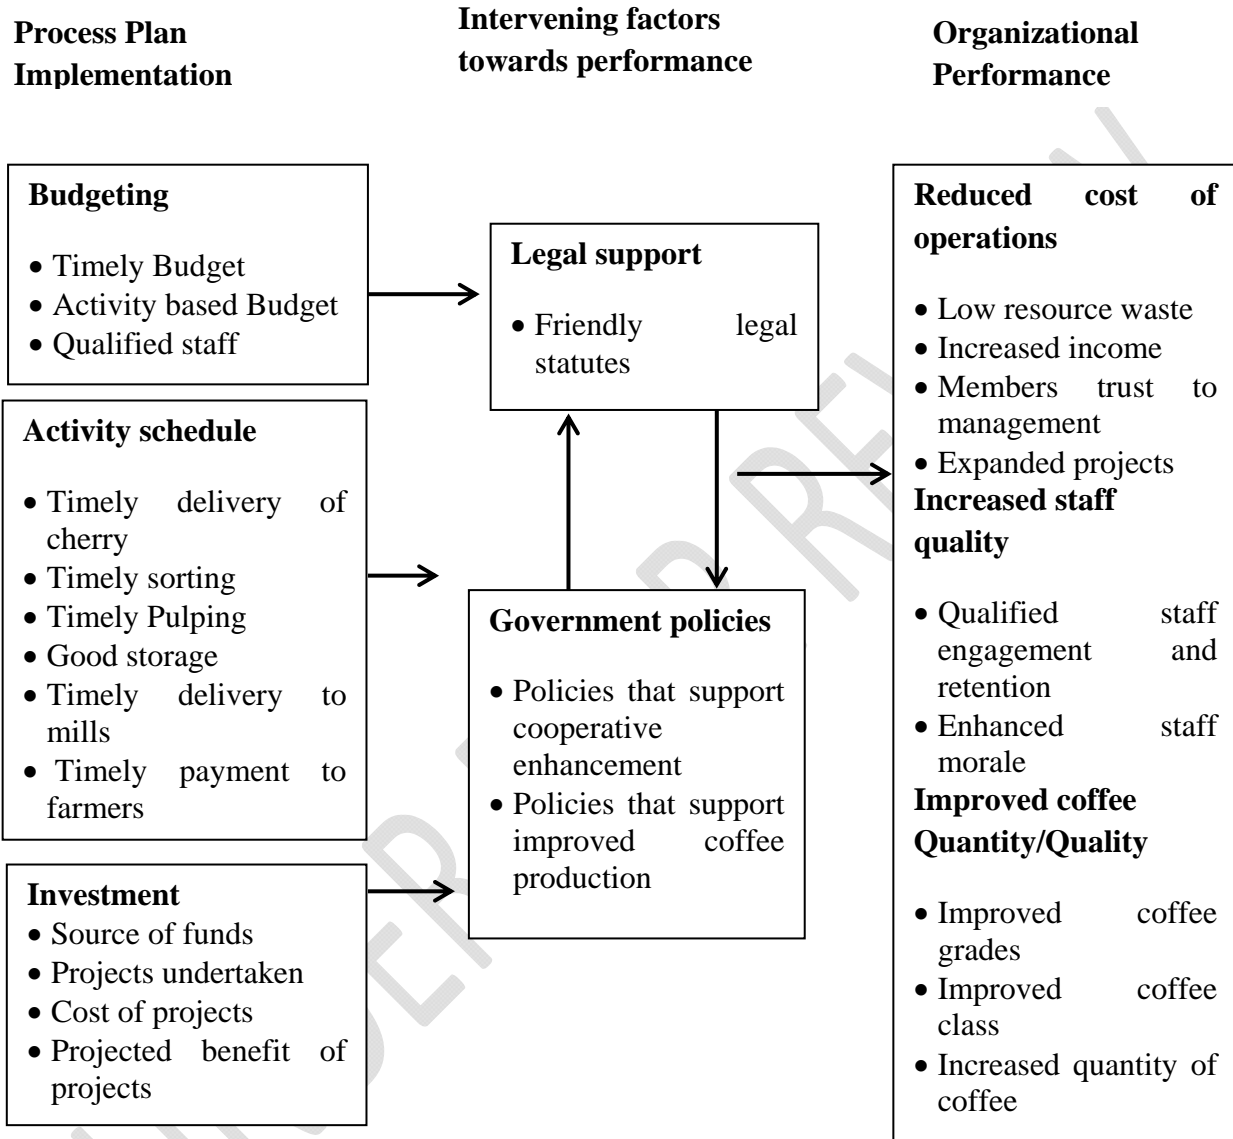 Process Plan
Implementation
Intervening factors
towards performance
Organizational
Performance
Budgeting
• Timely Budget
• Activity based Budget
• Qualified staff
Activity schedule
• Timely delivery of
cherry
• Timely sorting
• Timely Pulping
• Good storage
• Timely delivery to
mills
• Timely payment to
farmers
Investment
• Source of funds
• Projects undertaken
• Cost of projects
• Projected benefit of
projects
Legal support
• Friendly legal
statutes
Government policies
• Policies that support
cooperative
enhancement
• Policies that support
improved coffee
production
Reduced cost of
operations
• Low resource waste
• Increased income
• Members trust to
management
• Expanded projects
Increased staff
quality
• Qualified staff
engagement and
retention
• Enhanced staff
morale
Improved coffee
Quantity/Quality
• Improved coffee
grades
• Improved coffee
class
• Increased quantity of
coffee